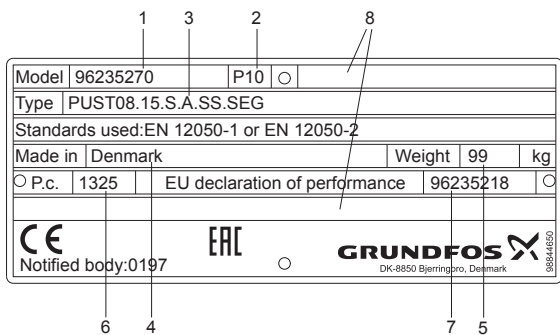 1 2 3 8
Model 96235270 P10
Type PUST08.15.S.A.SS.SEG
Standards used:EN 12050-1 or EN 12050-2
Made in Denmark Weight 99 kg
P.c. 1325 EU declaration of performance 96235218
CE EAC GRUNDFOS
Notified body:0197 DK-8850 Bjerringbro, Denmark
98844650
6 4 7 5